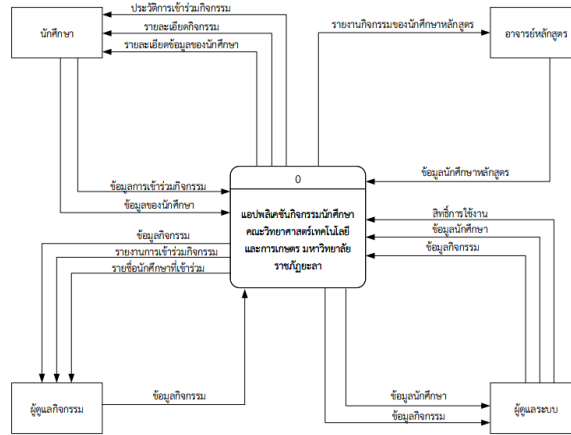 ประวัติการเข้าร่วมกิจกรรม
นักศึกษา
รายละเอียดกิจกรรม
รายละเอียดข้อมูลของนักศึกษา
รายงานกิจกรรมของนักศึกษาหลักสูตร
อาจารย์หลักสูตร
ข้อมูลนักศึกษาหลักสูตร
0
ข้อมูลการเข้าร่วมกิจกรรม
ข้อมูลของนักศึกษา
แอปพลิเคชันกิจกรรมนักศึกษา
คณะวิทยาศาสตร์เทคโนโลยี
และการเกษตร มหาวิทยาลัย
ราชภัฏยะลา
สิทธิ์การใช้งาน
ข้อมูลนักศึกษา
ข้อมูลกิจกรรม
ข้อมูลกิจกรรม
รายงานการเข้าร่วมกิจกรรม
รายชื่อนักศึกษาที่เข้าร่วม
ผู้ดูแลกิจกรรม
ข้อมูลกิจกรรม
ข้อมูลนักศึกษา
ข้อมูลกิจกรรม
ผู้ดูแลระบบ